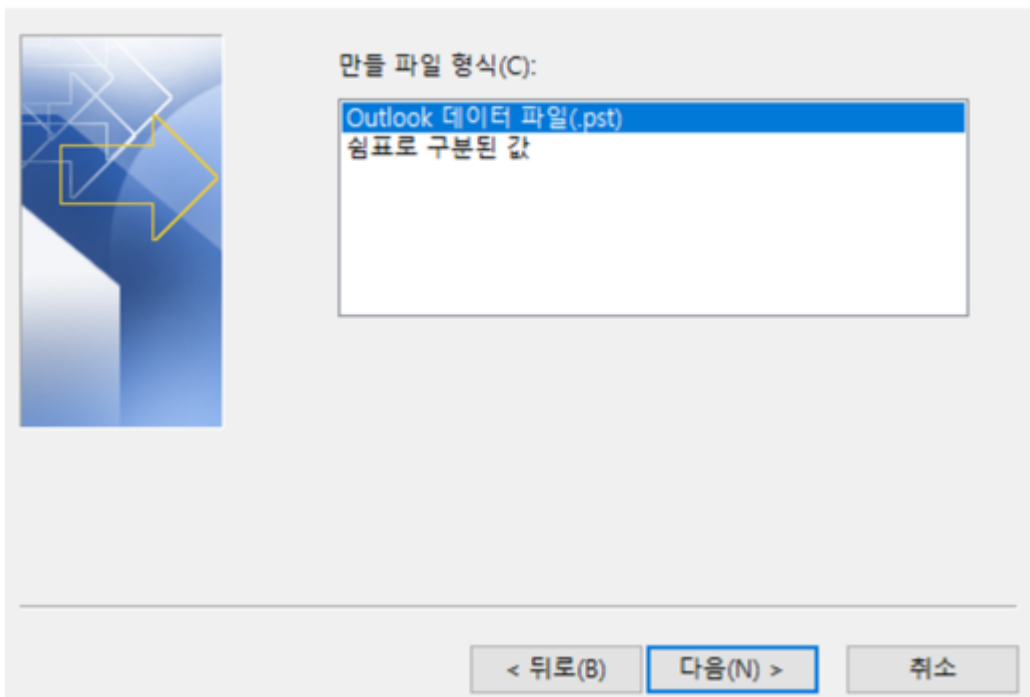 만들 파일 형식(C):
Outlook 데이터 파일(.pst)
쉼표로 구분된 값
< 뒤로(B)
다음(N) >
취소